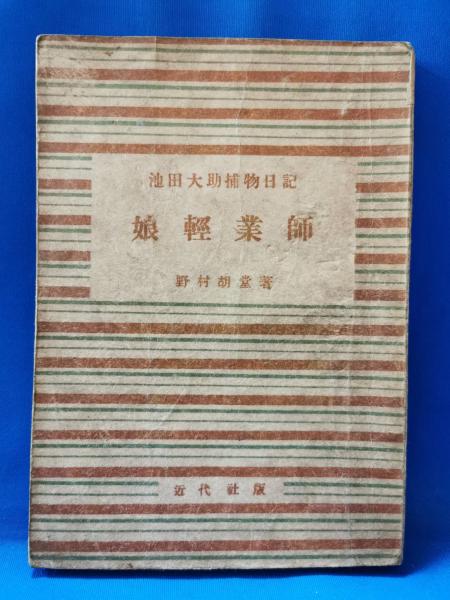 池田大助捕物日記
娘輕業師
野村胡堂著
近代社版